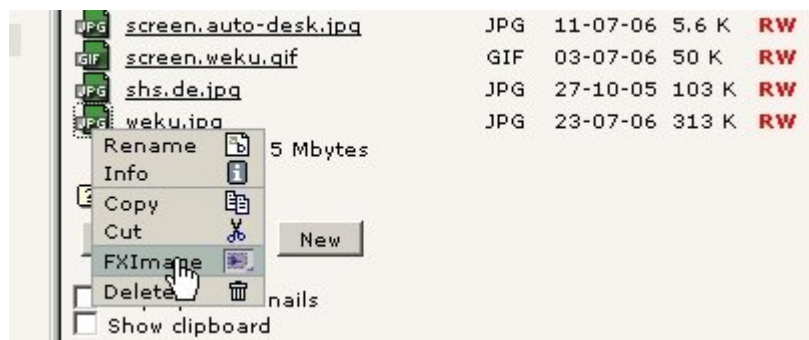 JPG screen.auto-desk.jpg JPG 11-07-06 5.6 K RW
GIF screen.weku.gif GIF 03-07-06 50 K RW
JPG shs.de.jpg JPG 27-10-05 103 K RW
JPG weku.jpg JPG 23-07-06 313 K RW
Rename 5 Mbytes
Info
Copy
Cut New
FXImage
Delete nails
Show clipboard